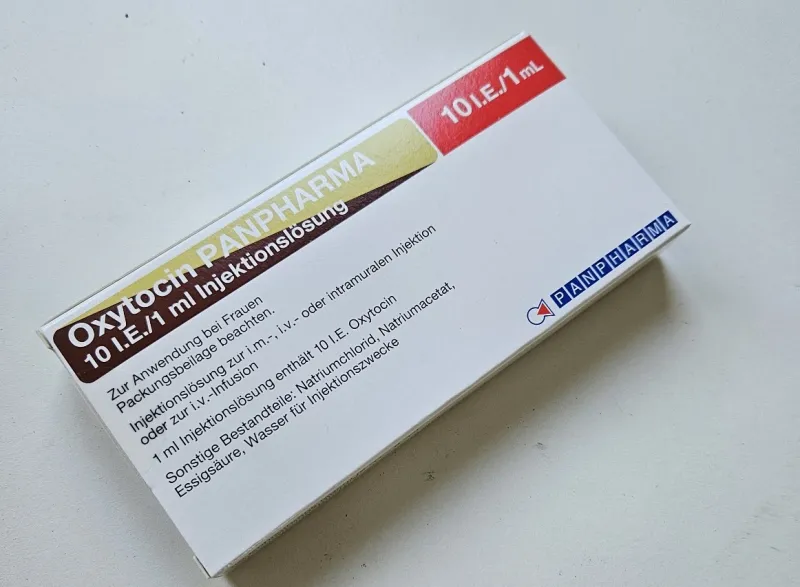 10 I.E./1 mL
Oxytocin PANPHARMA
10 I.E./1 ml Injektionslösung
Zur Anwendung bei Frauen
Packungsbeilage beachten.
Injektionslösung zur i.m.-, i.v.- oder intramuralen Injektion
oder zur i.v.-Infusion
1 ml Injektionslösung enthält 10 I.E. Oxytocin
Sonstige Bestandteile: Natriumchlorid, Natriumacetat,
Essigsäure, Wasser für Injektionszwecke
PANPHARMA